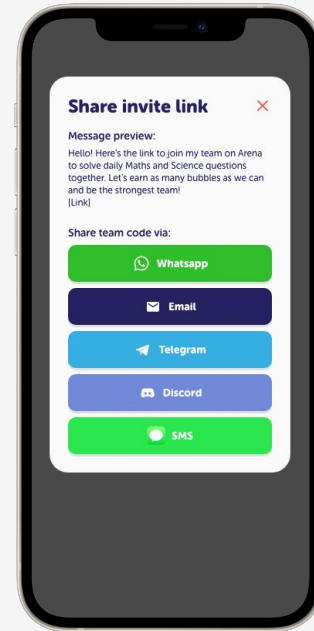 Share invite link
Message preview:
Hello! Here's the link to join my team on Arena
to solve daily Maths and Science questions
together. Let's earn as many bubbles as we can
and be the strongest team!
[Link]
Share team code via:
Whatsapp
Email
Telegram
Discord
SMS